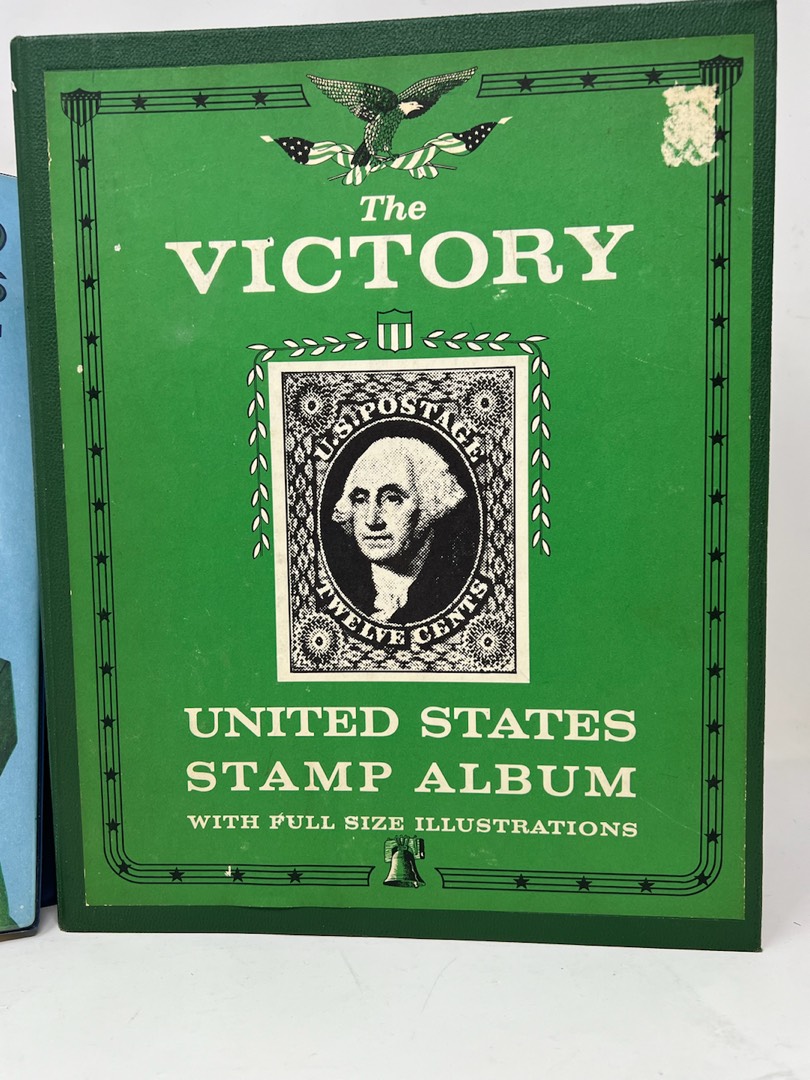 The
VICTORY
U.S. POSTAGE
TWELVE CENTS
UNITED STATES
STAMP ALBUM
WITH FULL SIZE ILLUSTRATIONS